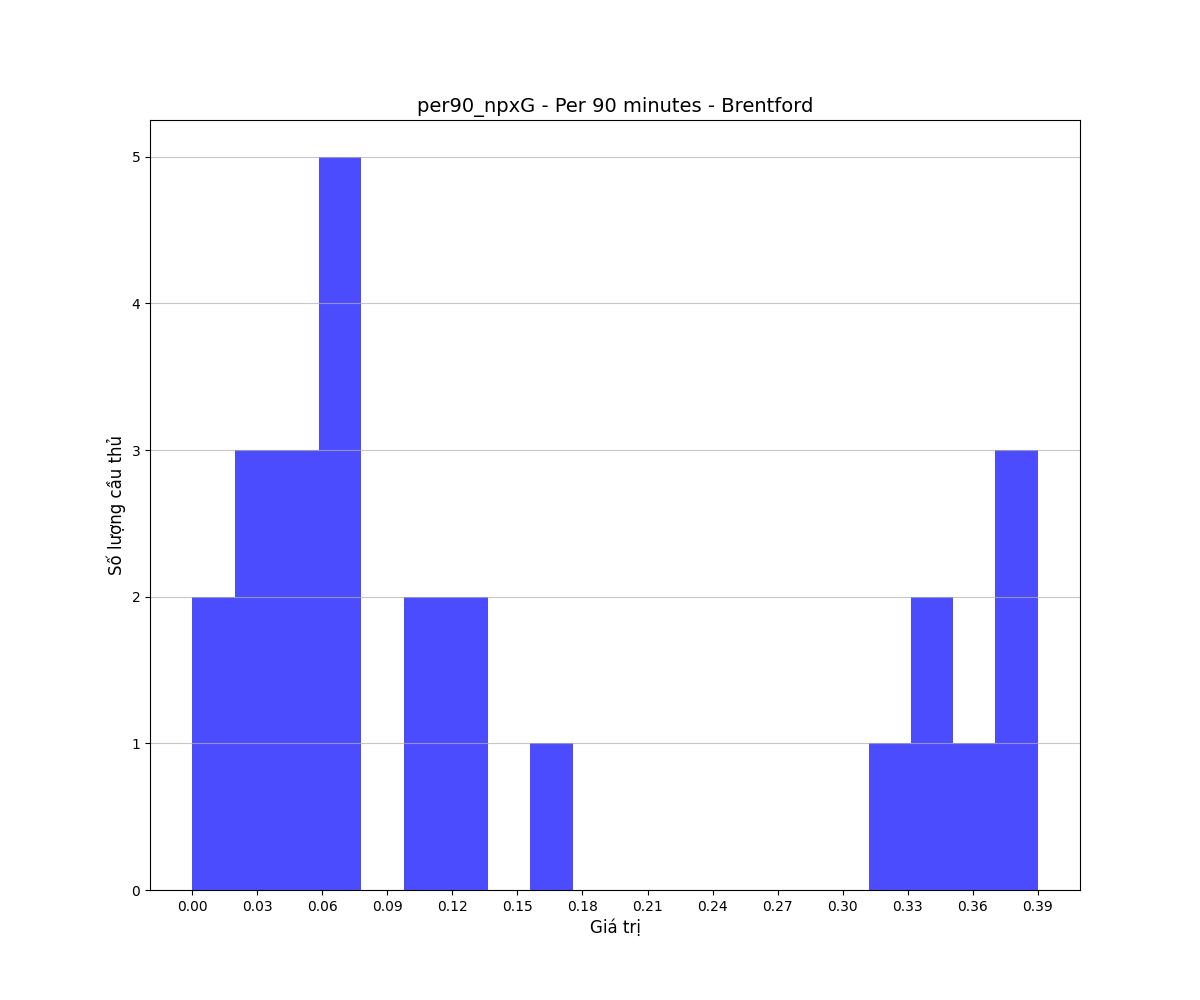 per90_npxG - Per 90 minutes - Brentford
Số lượng cầu thủ
5
4
3
2
1
0
0.00 0.03 0.06 0.09 0.12 0.15 0.18 0.21 0.24 0.27 0.30 0.33 0.36 0.39
Giá trị